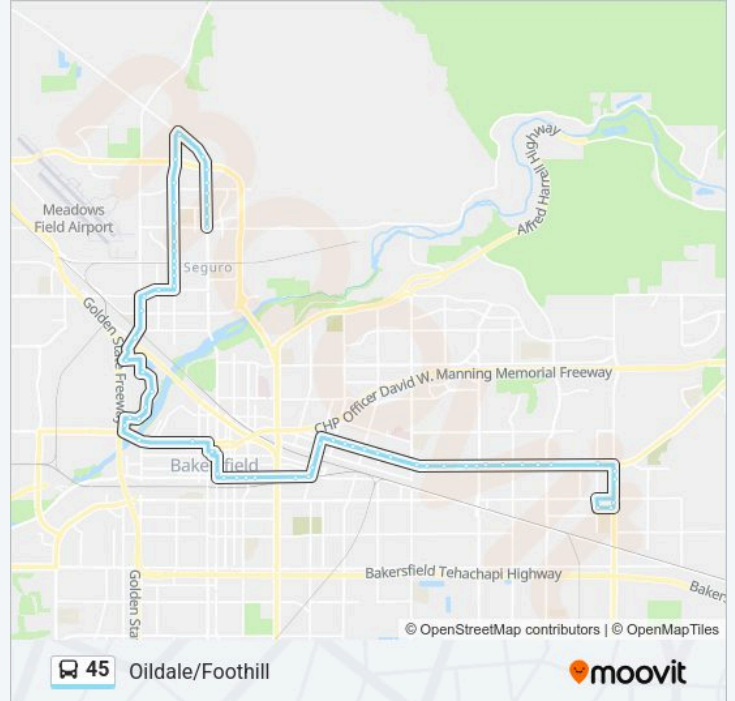 Alfred Harrell Highway
Meadows
Field Airport
Seguro
Golden State Freeway
CHP Officer David W. Manning Memorial Freeway
Bakersfield
Bakersfield Tehachapi Highway
Golden Sta
Bakers
© OpenStreetMap contributors | © OpenMapTiles
45 Oildale/Foothill
moovit